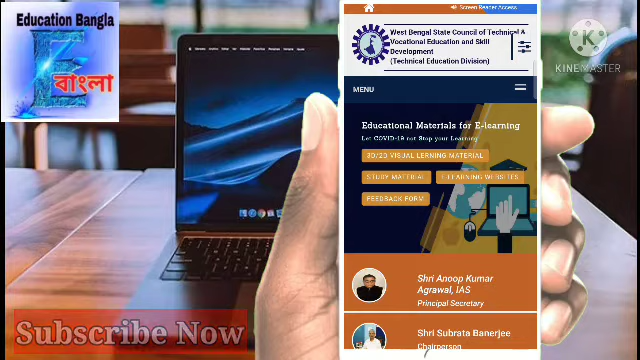 Education Bangla
E
বাংলা
Subscribe Now
Screen Reader Access
West Bengal State Council of Technical
Vocational Education and Skill
Development
(Technical Education Division)
A
MENU
Educational Materials for E-learning
Let COVID-19 not Stop your Learning
3D/2D VISUAL LERNING MATERIAL
STUDY MATERIAL
E-LEARNING WEBSITES
FEEDBACK FORM
Shri Anoop Kumar
Agrawal, IAS
Principal Secretary
Shri Subrata Banerjee
Chairperson
KINEMASTER